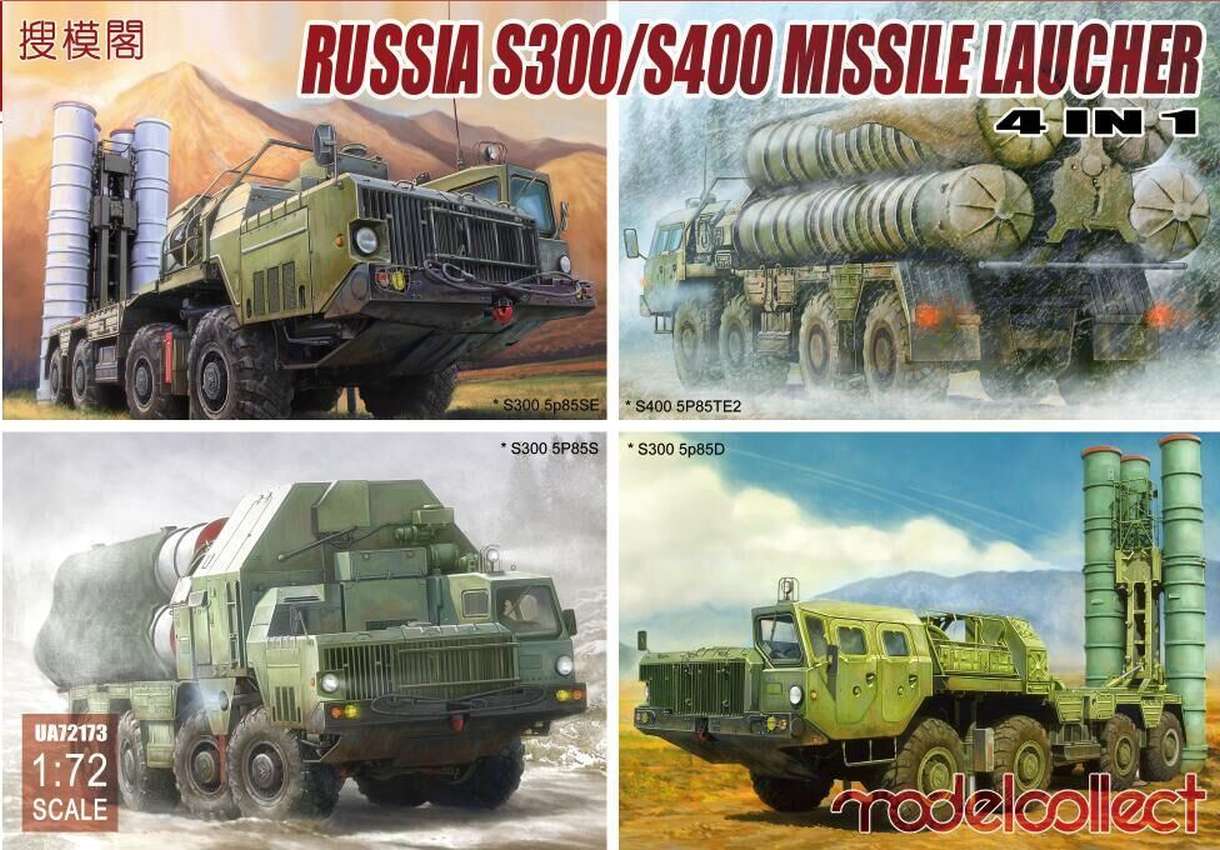 搜模閣
RUSSIA S300/S400 MISSILE LAUCHER
4 IN 1
* S300 5p85SE
* S400 5P85TE2
* S300 5P85S
* S300 5p85D
UA72173
1:72
SCALE
modelcollect